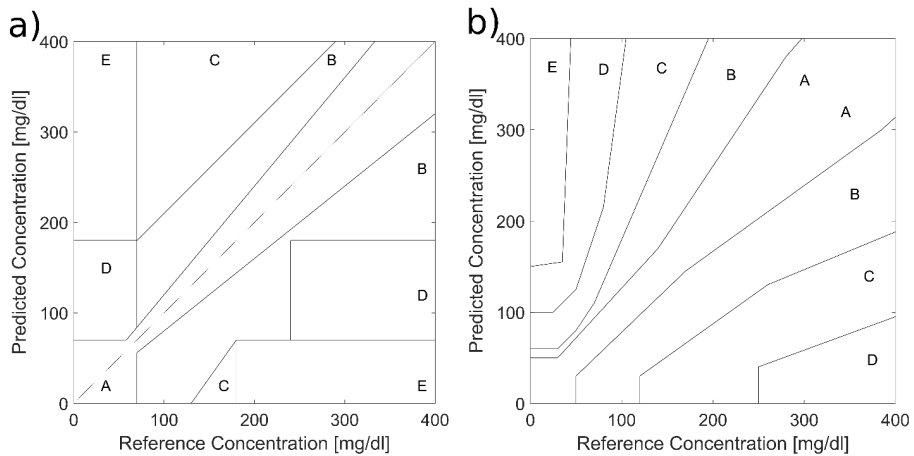 a)
400
300
200
100
0
Predicted Concentration [mg/dl]
E
C
B
B
D
D
A
C
E
0
100
200
300
400
Reference Concentration [mg/dl]
b)
400
300
200
100
0
Predicted Concentration [mg/dl]
E
D
C
B
A
A
B
C
D
0
100
200
300
400
Reference Concentration [mg/dl]